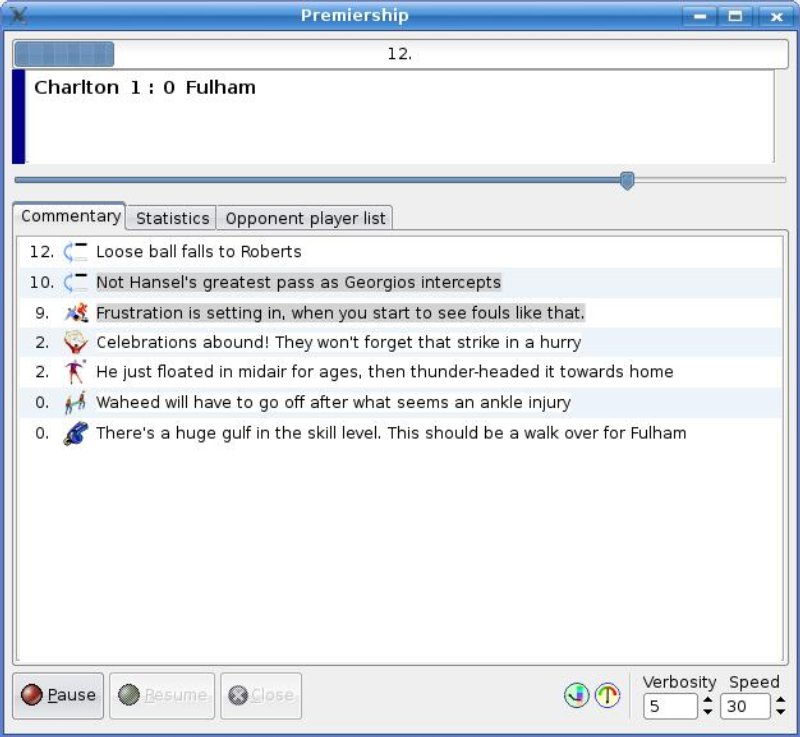 Premiership
12.
Charlton 1 : 0 Fulham
Commentary Statistics Opponent player list
12. Loose ball falls to Roberts
10. Not Hansel's greatest pass as Georgios intercepts
9. Frustration is setting in, when you start to see fouls like that.
2. Celebrations abound! They won't forget that strike in a hurry
2. He just floated in midair for ages, then thunder-headed it towards home
0. Waheed will have to go off after what seems an ankle injury
0. There's a huge gulf in the skill level. This should be a walk over for Fulham
Verbosity Speed
Pause Resume Close 5 30